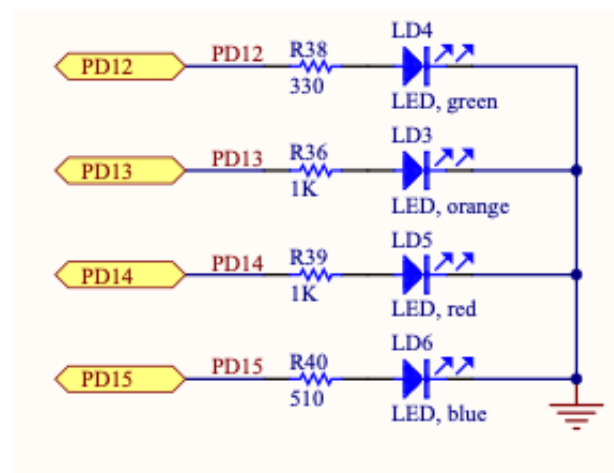 LD4
PD12 PD12 R38
330 LED, green
LD3
PD13 PD13 R36
1K LED, orange
LD5
PD14 PD14 R39
1K LED, red
LD6
PD15 PD15 R40
510 LED, blue